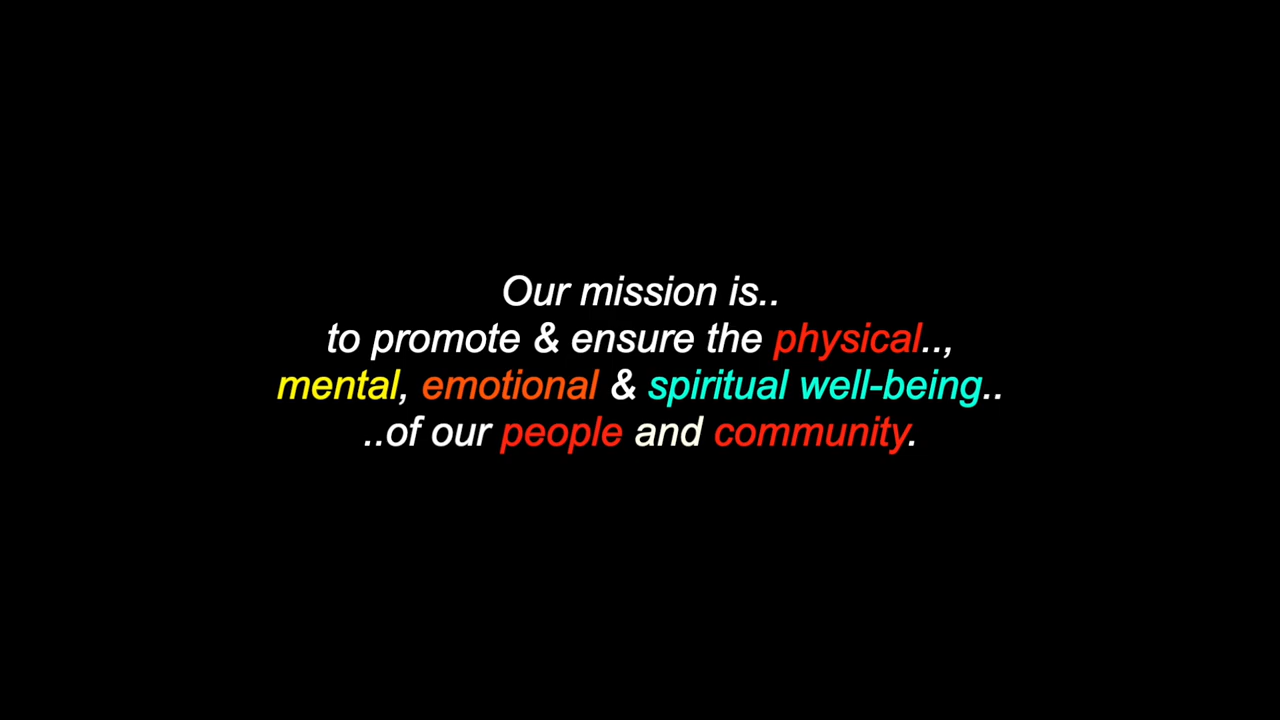 Our mission is..
to promote & ensure the physical..,
mental, emotional & spiritual well-being..
..of our people and community.